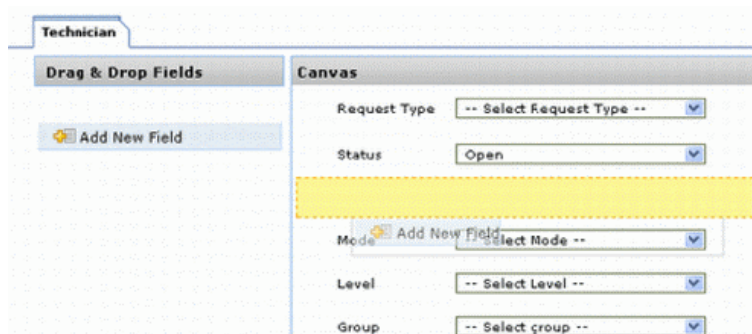 Technician
Drag & Drop Fields
Canvas
Request Type -- Select Request Type --
Add New Field
Status Open
Add New Field
Mode -- Select Mode --
Level -- Select Level --
Group -- Select group --